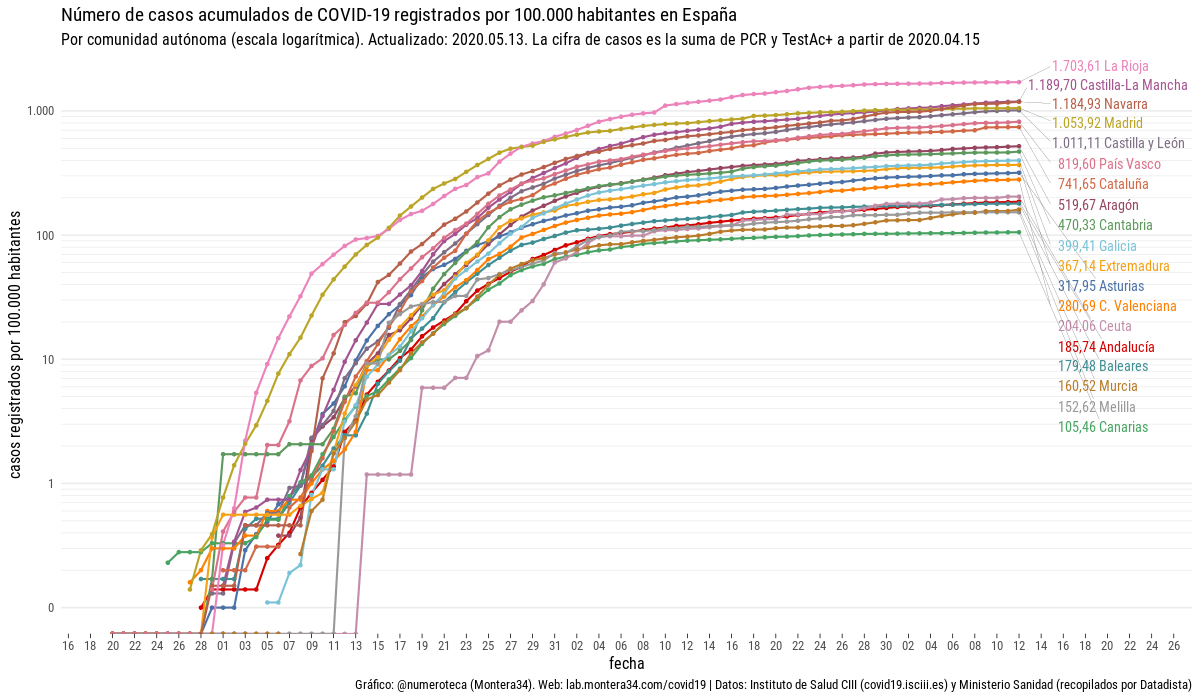 Número de casos acumulados de COVID-19 registrados por 100.000 habitantes en España
Por comunidad autónoma (escala logarítmica). Actualizado: 2020.05.13. La cifra de casos es la suma de PCR y TestAc+ a partir de 2020.04.15
casos registrados por 100.000 habitantes
1.000
100
10
1
0
1.703,61 La Rioja
1.189,70 Castilla-La Mancha
1.184,93 Navarra
1.053,92 Madrid
1.011,11 Castilla y León
819,60 País Vasco
741,65 Cataluña
519,67 Aragón
470,33 Cantabria
399,41 Galicia
367,14 Extremadura
317,95 Asturias
280,69 C. Valenciana
204,06 Ceuta
185,74 Andalucía
179,48 Baleares
160,52 Murcia
152,62 Melilla
105,46 Canarias
16 18 20 22 24 26 28 01 03 05 07 09 11 13 15 17 19 21 23 25 27 29 31 02 04 06 08 10 12 14 16 18 20 22 24 26 28 30 02 04 06 08 10 12 14 16 18 20 22 24 26
fecha
Gráfico: @numeroteca (Montera34). Web: lab.montera34.com/covid19 | Datos: Instituto de Salud CIII (covid19.isciii.es) y Ministerio Sanidad (recopilados por Datadista)